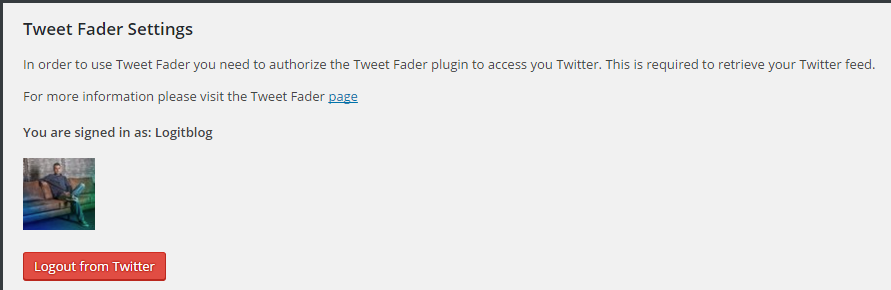 Tweet Fader Settings
In order to use Tweet Fader you need to authorize the Tweet Fader plugin to access you Twitter. This is required to retrieve your Twitter feed.
For more information please visit the Tweet Fader page
You are signed in as: Logitblog
Logout from Twitter